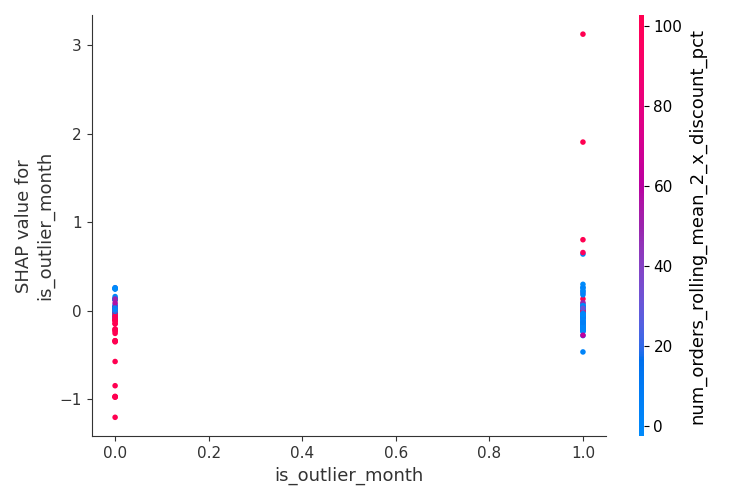 3
2
1
0
−1
SHAP value for
is_outlier_month
0.0 0.2 0.4 0.6 0.8 1.0
is_outlier_month
100
80
60
40
20
0
num_orders_rolling_mean_2_x_discount_pct